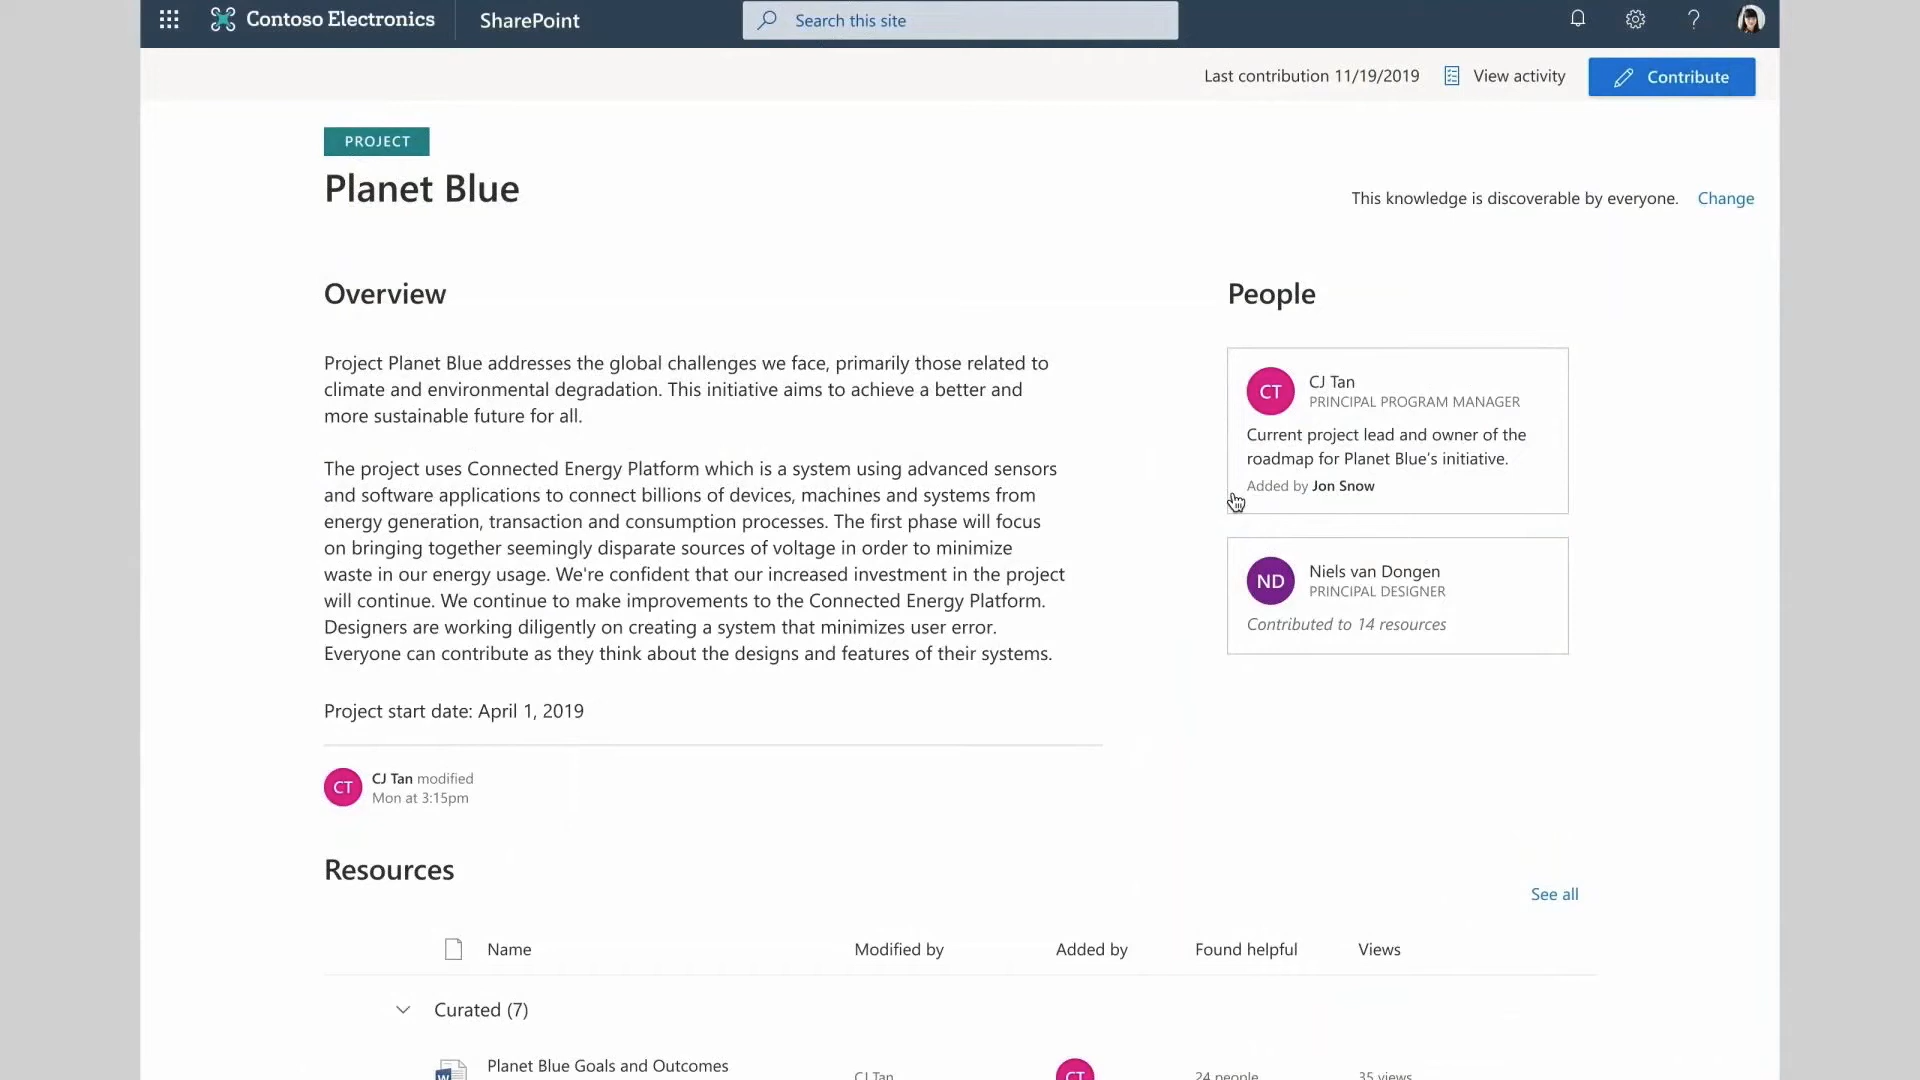 Contoso Electronics
SharePoint
Search this site
?
Last contribution 11/19/2019
View activity
Contribute
PROJECT
Planet Blue
This knowledge is discoverable by everyone. Change
Overview
Project Planet Blue addresses the global challenges we face, primarily those related to
climate and environmental degradation. This initiative aims to achieve a better and
more sustainable future for all.
The project uses Connected Energy Platform which is a system using advanced sensors
and software applications to connect billions of devices, machines and systems from
energy generation, transaction and consumption processes. The first phase will focus
on bringing together seemingly disparate sources of voltage in order to minimize
waste in our energy usage. We're confident that our increased investment in the project
will continue. We continue to make improvements to the Connected Energy Platform.
Designers are working diligently on creating a system that minimizes user error.
Everyone can contribute as they think about the designs and features of their systems.
Project start date: April 1, 2019
CT
CJ Tan modified
Mon at 3:15pm
People
CT
CJ Tan
PRINCIPAL PROGRAM MANAGER
Current project lead and owner of the
roadmap for Planet Blue's initiative.
Added by Jon Snow
ND
Niels van Dongen
PRINCIPAL DESIGNER
Contributed to 14 resources
Resources
See all
Name Modified by Added by Found helpful Views
Curated (7)
W Planet Blue Goals and Outcomes CJ Tan CT 24 people 35 views